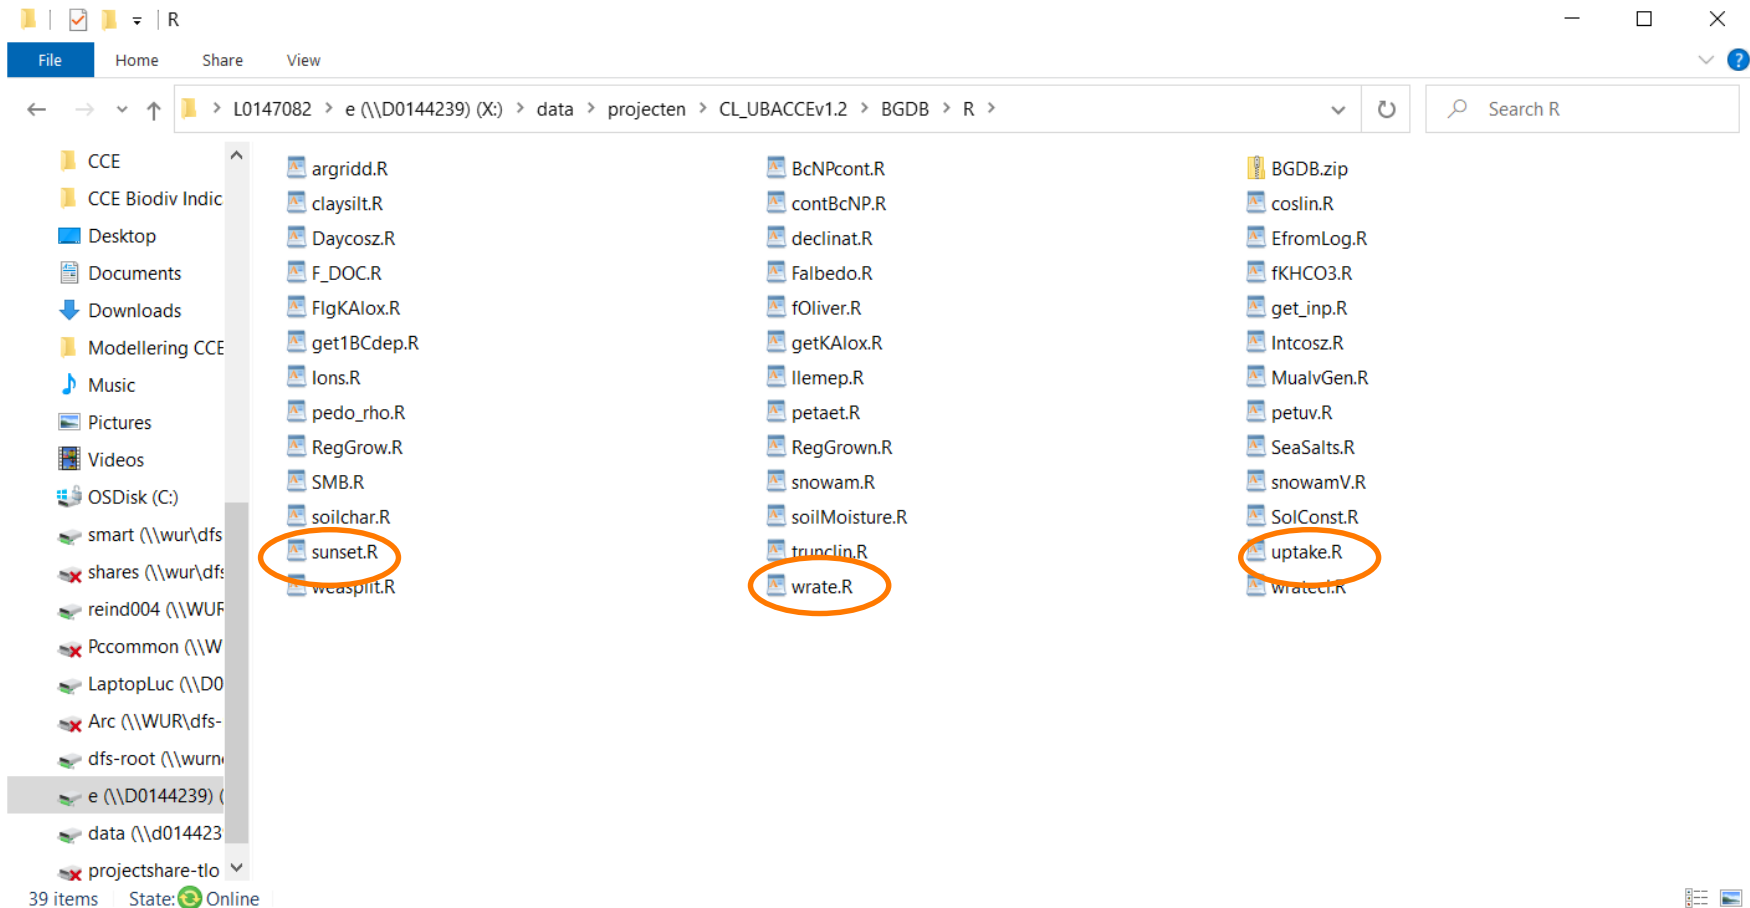 R
File Home Share View
?
L0147082 > e (\\D0144239) (X:) > data > projecten > CL_UBACCEv1.2 > BGDB > R >
Search R
CCE
CCE Biodiv Indic
Desktop
Documents
Downloads
Modellering CCE
Music
Pictures
Videos
OSDisk (C:)
smart (\\wur\dfs
shares (\\wur\dfs
reind004 (\\WUR
Pccommon (\\W
LaptopLuc (\\D0
Arc (\\WUR\dfs-
dfs-root (\\wurn
e (\\D0144239) (
data (\\d014423
projectshare-tlo
argridd.R BcNPcont.R BGDB.zip
claysilt.R contBcNP.R coslin.R
Daycosz.R declinat.R EfromLog.R
F_DOC.R Falbedo.R fKHCO3.R
FlgKAlox.R fOliver.R get_inp.R
get1BCdep.R getKAlox.R Intcosz.R
Ions.R llemep.R MualvGen.R
pedo_rho.R petaet.R petuv.R
RegGrow.R RegGrown.R SeaSalts.R
SMB.R snowam.R snowamV.R
soilchar.R soilMoisture.R SolConst.R
sunset.R trunclin.R uptake.R
weasplit.R wrate.R wratecl.R
39 items State: Online